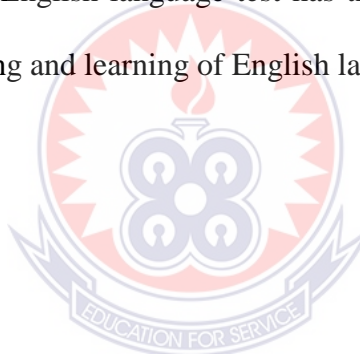 English language test has
ng and learning of English la
EDUCATION FOR SERVICE